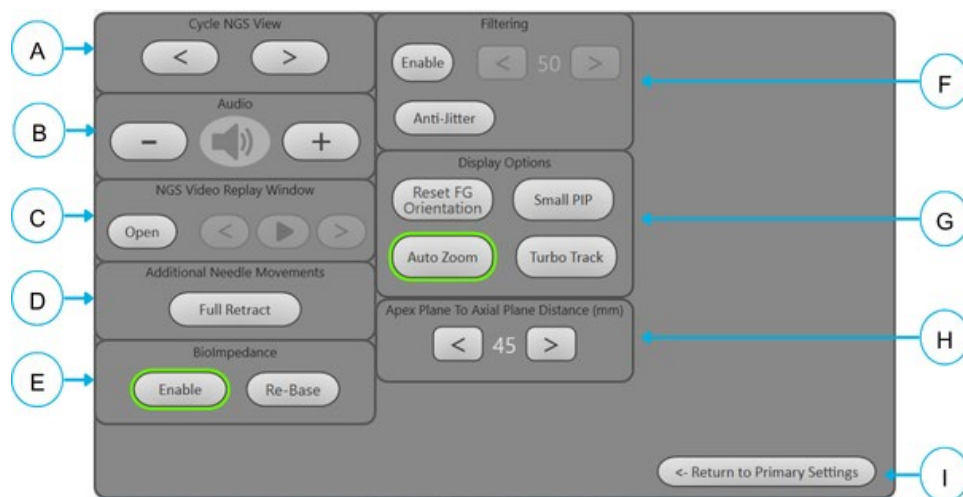 A
Cycle NGS View
< >
B
Audio
- +
C
NGS Video Replay Window
Open < >
D
Additional Needle Movements
Full Retract
E
BioImpedance
Enable Re-Base
Filtering
Enable < 50 >
Anti-Jitter
F
Display Options
Reset FG
Orientation
Small PIP
Auto Zoom Turbo Track
G
Apex Plane To Axial Plane Distance (mm)
< 45 >
H
<- Return to Primary Settings
I